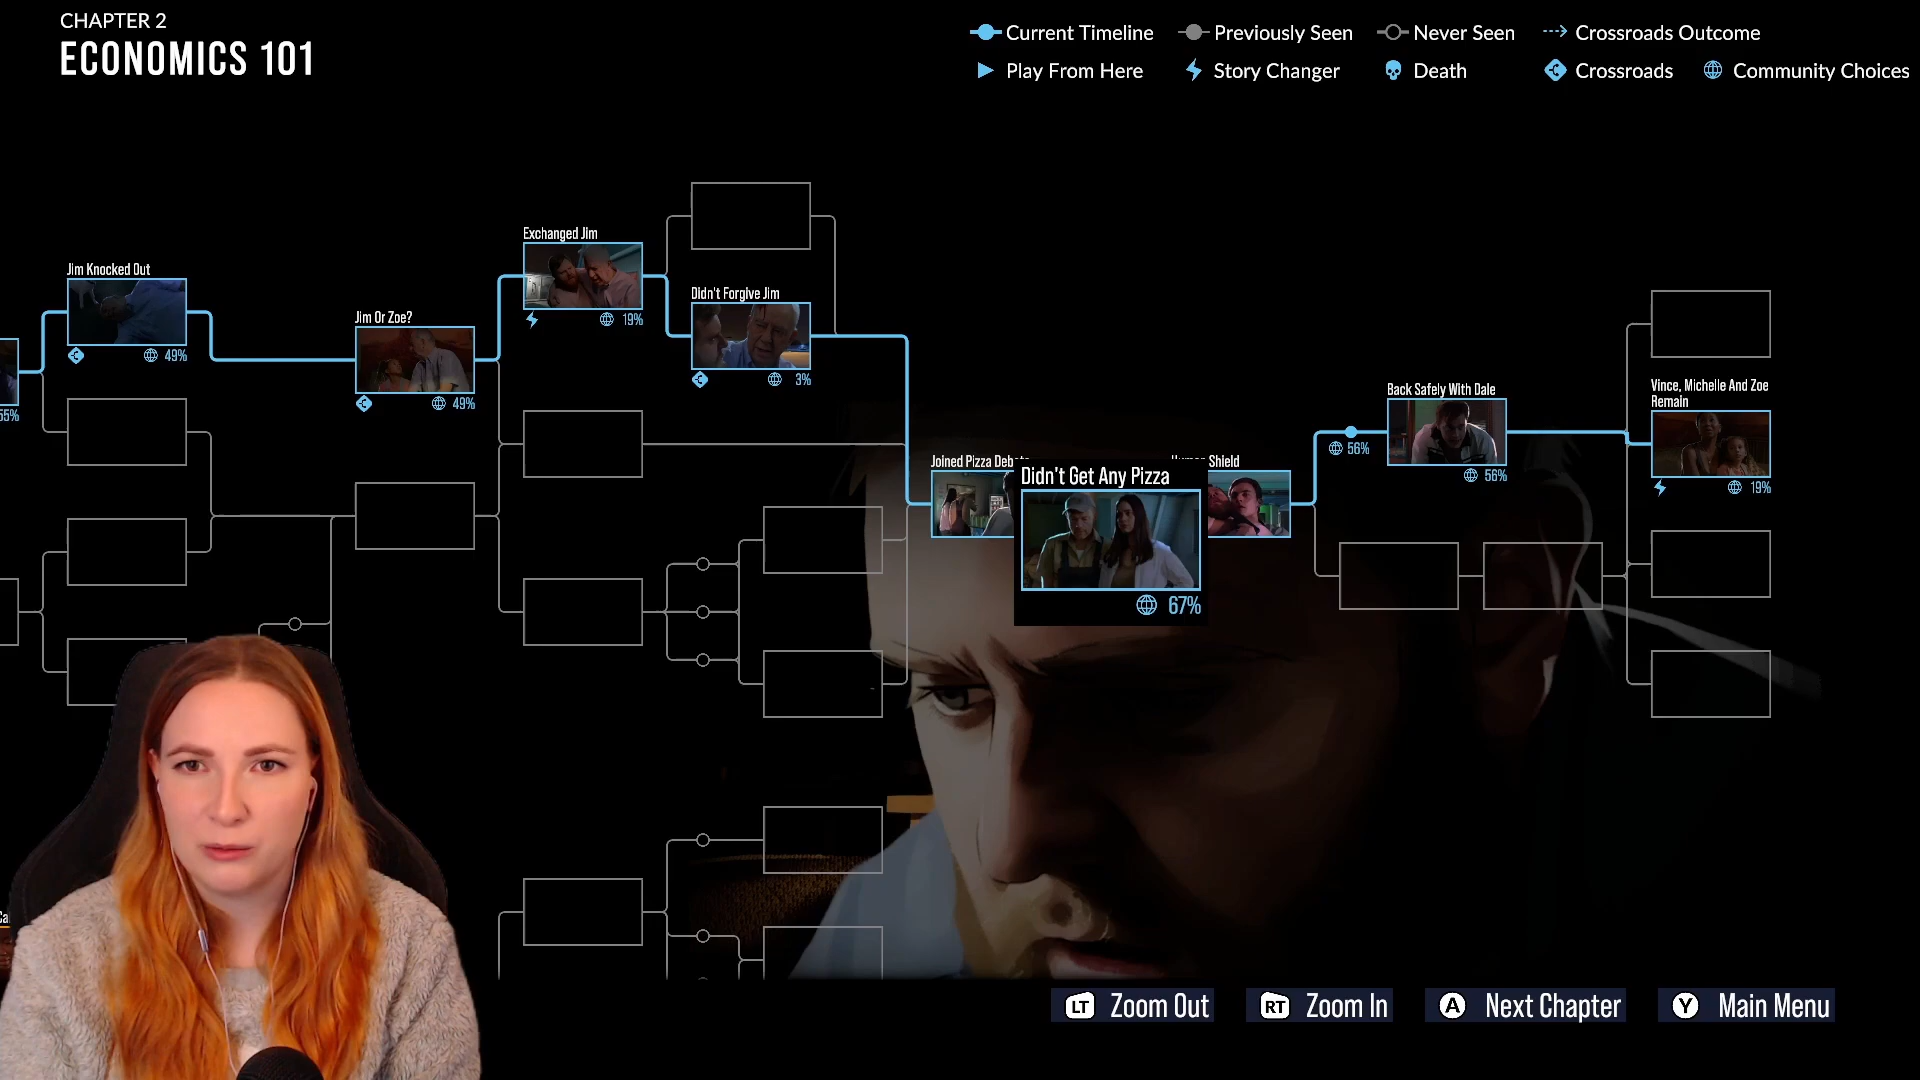 CHAPTER 2
ECONOMICS 101
Current Timeline
Previously Seen
Never Seen
Crossroads Outcome
Play From Here
Story Changer
Death
Crossroads
Community Choices
Jim Knocked Out
49%
55%
Jim Or Zoe?
49%
Exchanged Jim
19%
Didn't Forgive Jim
3%
Joined Pizza
Didn't Get Any Pizza
67%
Shield
56%
Back Safely With Dale
56%
Vince, Michelle And Zoe
Remain
19%
LT Zoom Out
RT Zoom In
A Next Chapter
Y Main Menu